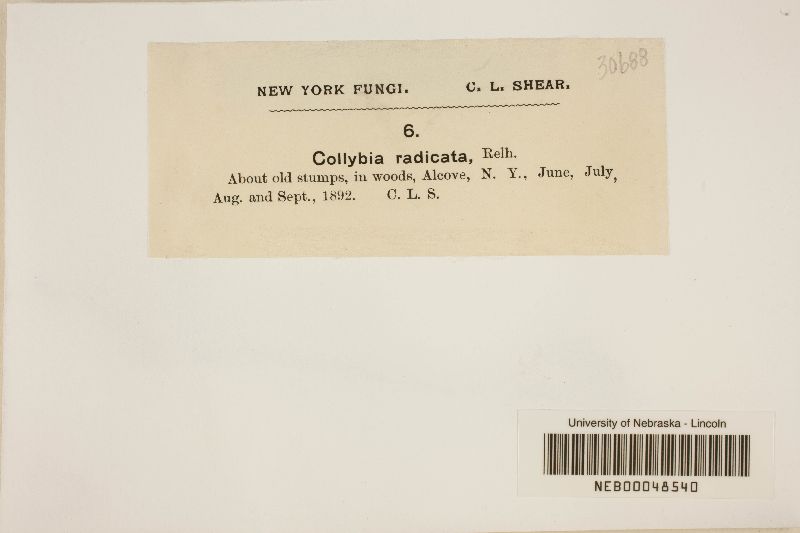 30688
NEW YORK FUNGI. C. L. SHEAR.
6.
Collybia radicata, Relh.
About old stumps, in woods, Alcove, N. Y., June, July,
Aug. and Sept., 1892. C. L. S.
University of Nebraska - Lincoln
NEB00048540